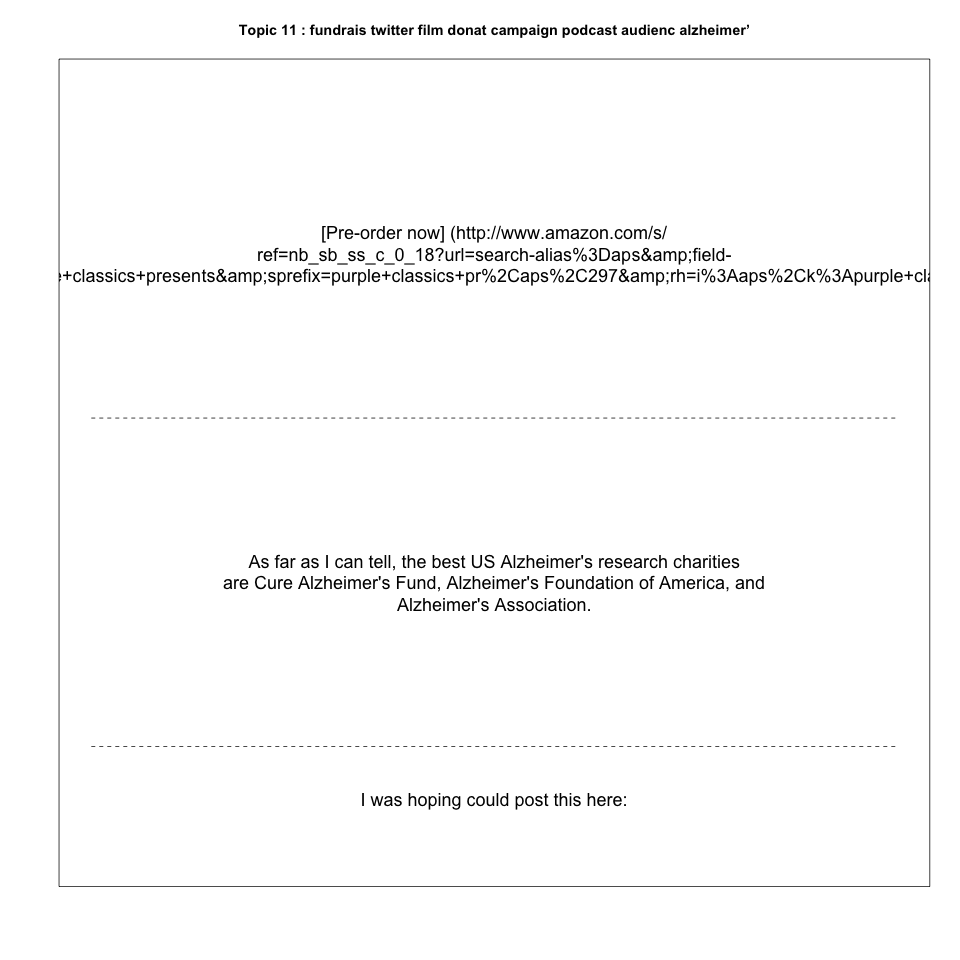 Topic 11 : fundrais twitter film donat campaign podcast audienc alzheimer’
[Pre-order now] (http://www.amazon.com/s/
ref=nb_sb_ss_c_0_18?url=search-alias%3Daps&amp;field-
+classics+presents&amp;sprefix=purple+classics+pr%2Caps%2C297&amp;rh=i%3Aaps%2Ck%3Apurple+cla
As far as I can tell, the best US Alzheimer's research charities
are Cure Alzheimer's Fund, Alzheimer's Foundation of America, and
Alzheimer's Association.
I was hoping could post this here: